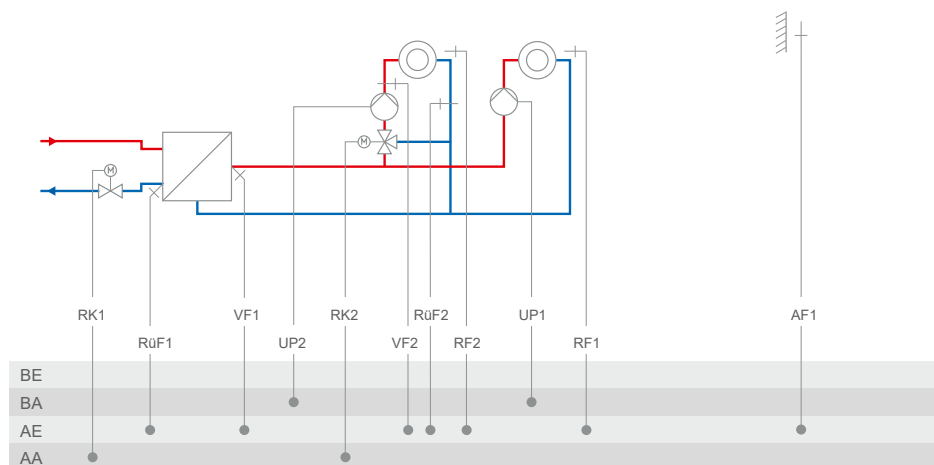 M
M
RK1 VF1 RK2 RüF2 UP1 AF1
RüF1 UP2 VF2 RF2 RF1
BE
BA
AE
AA